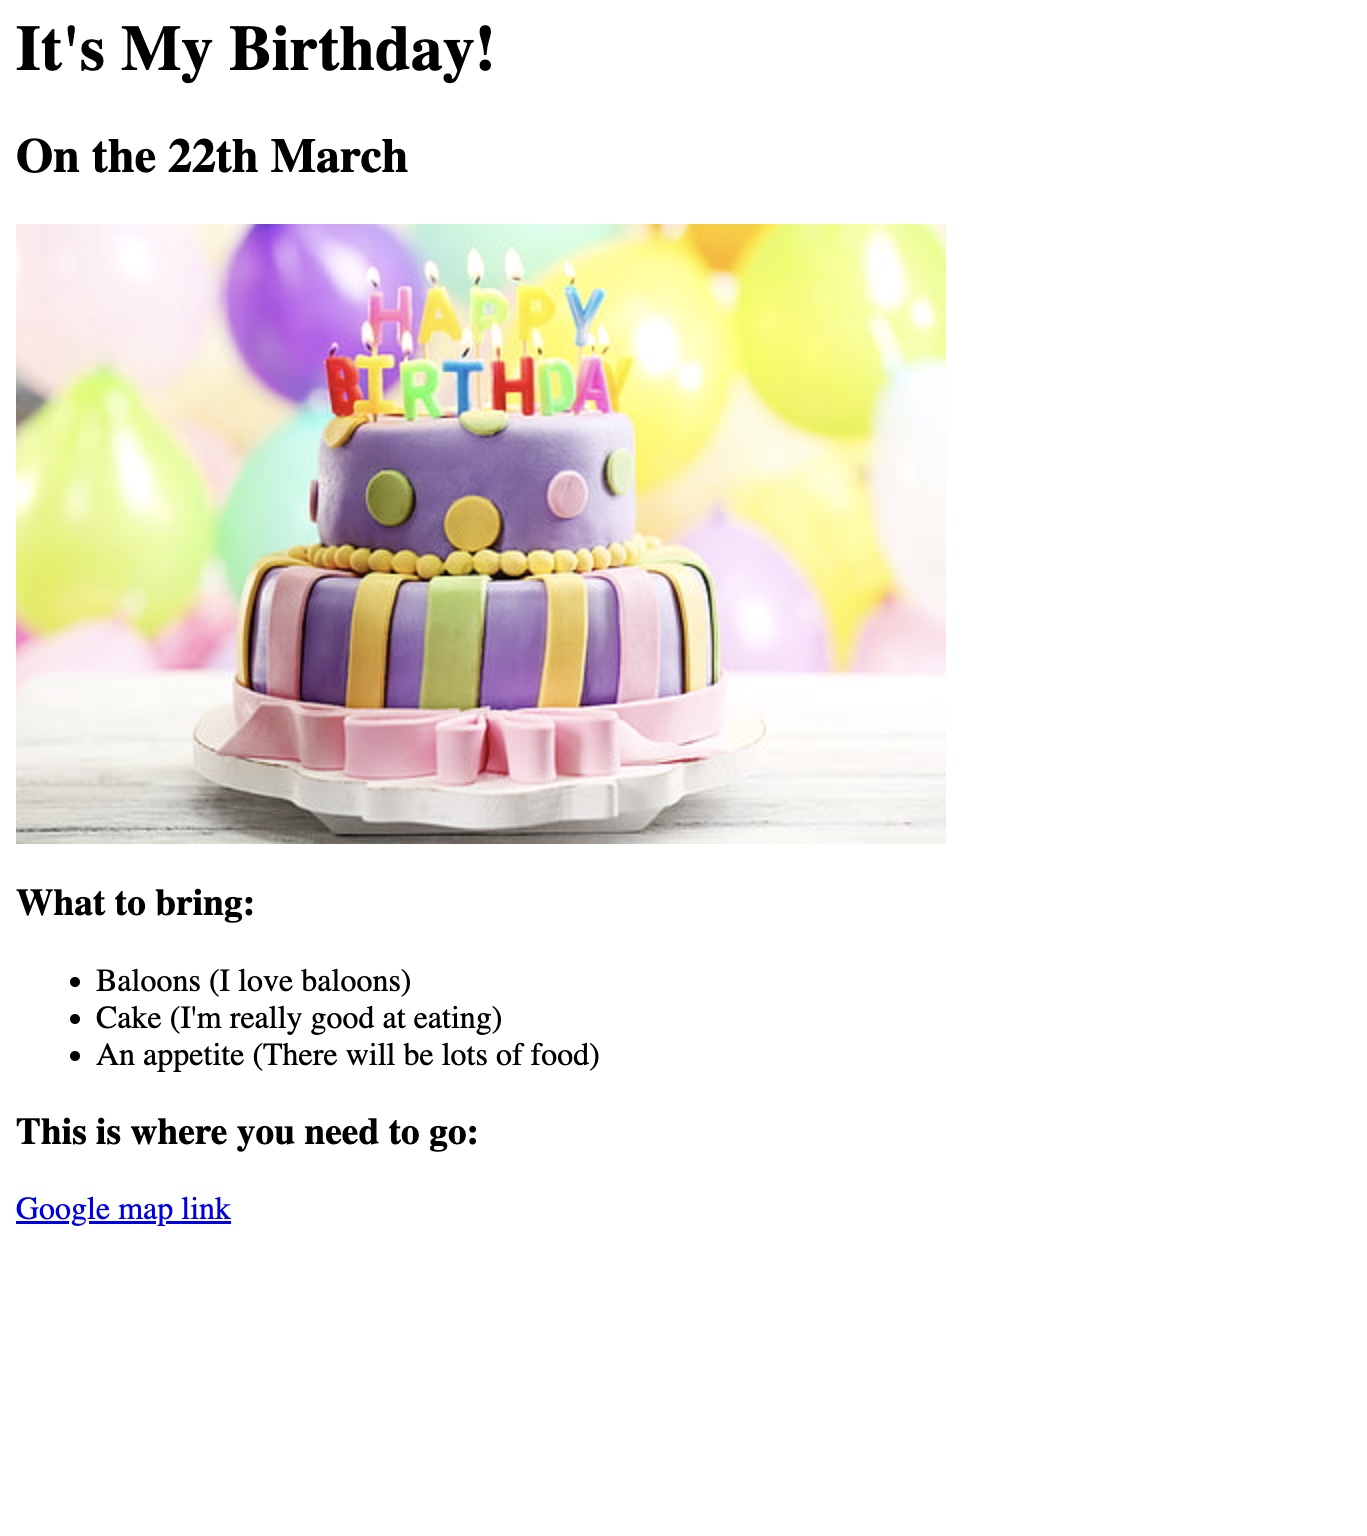 It's My Birthday!
On the 22th March
HAPPY
BIRTHDAY
What to bring:
Baloons (I love baloons)
Cake (I'm really good at eating)
An appetite (There will be lots of food)
This is where you need to go:
Google map link